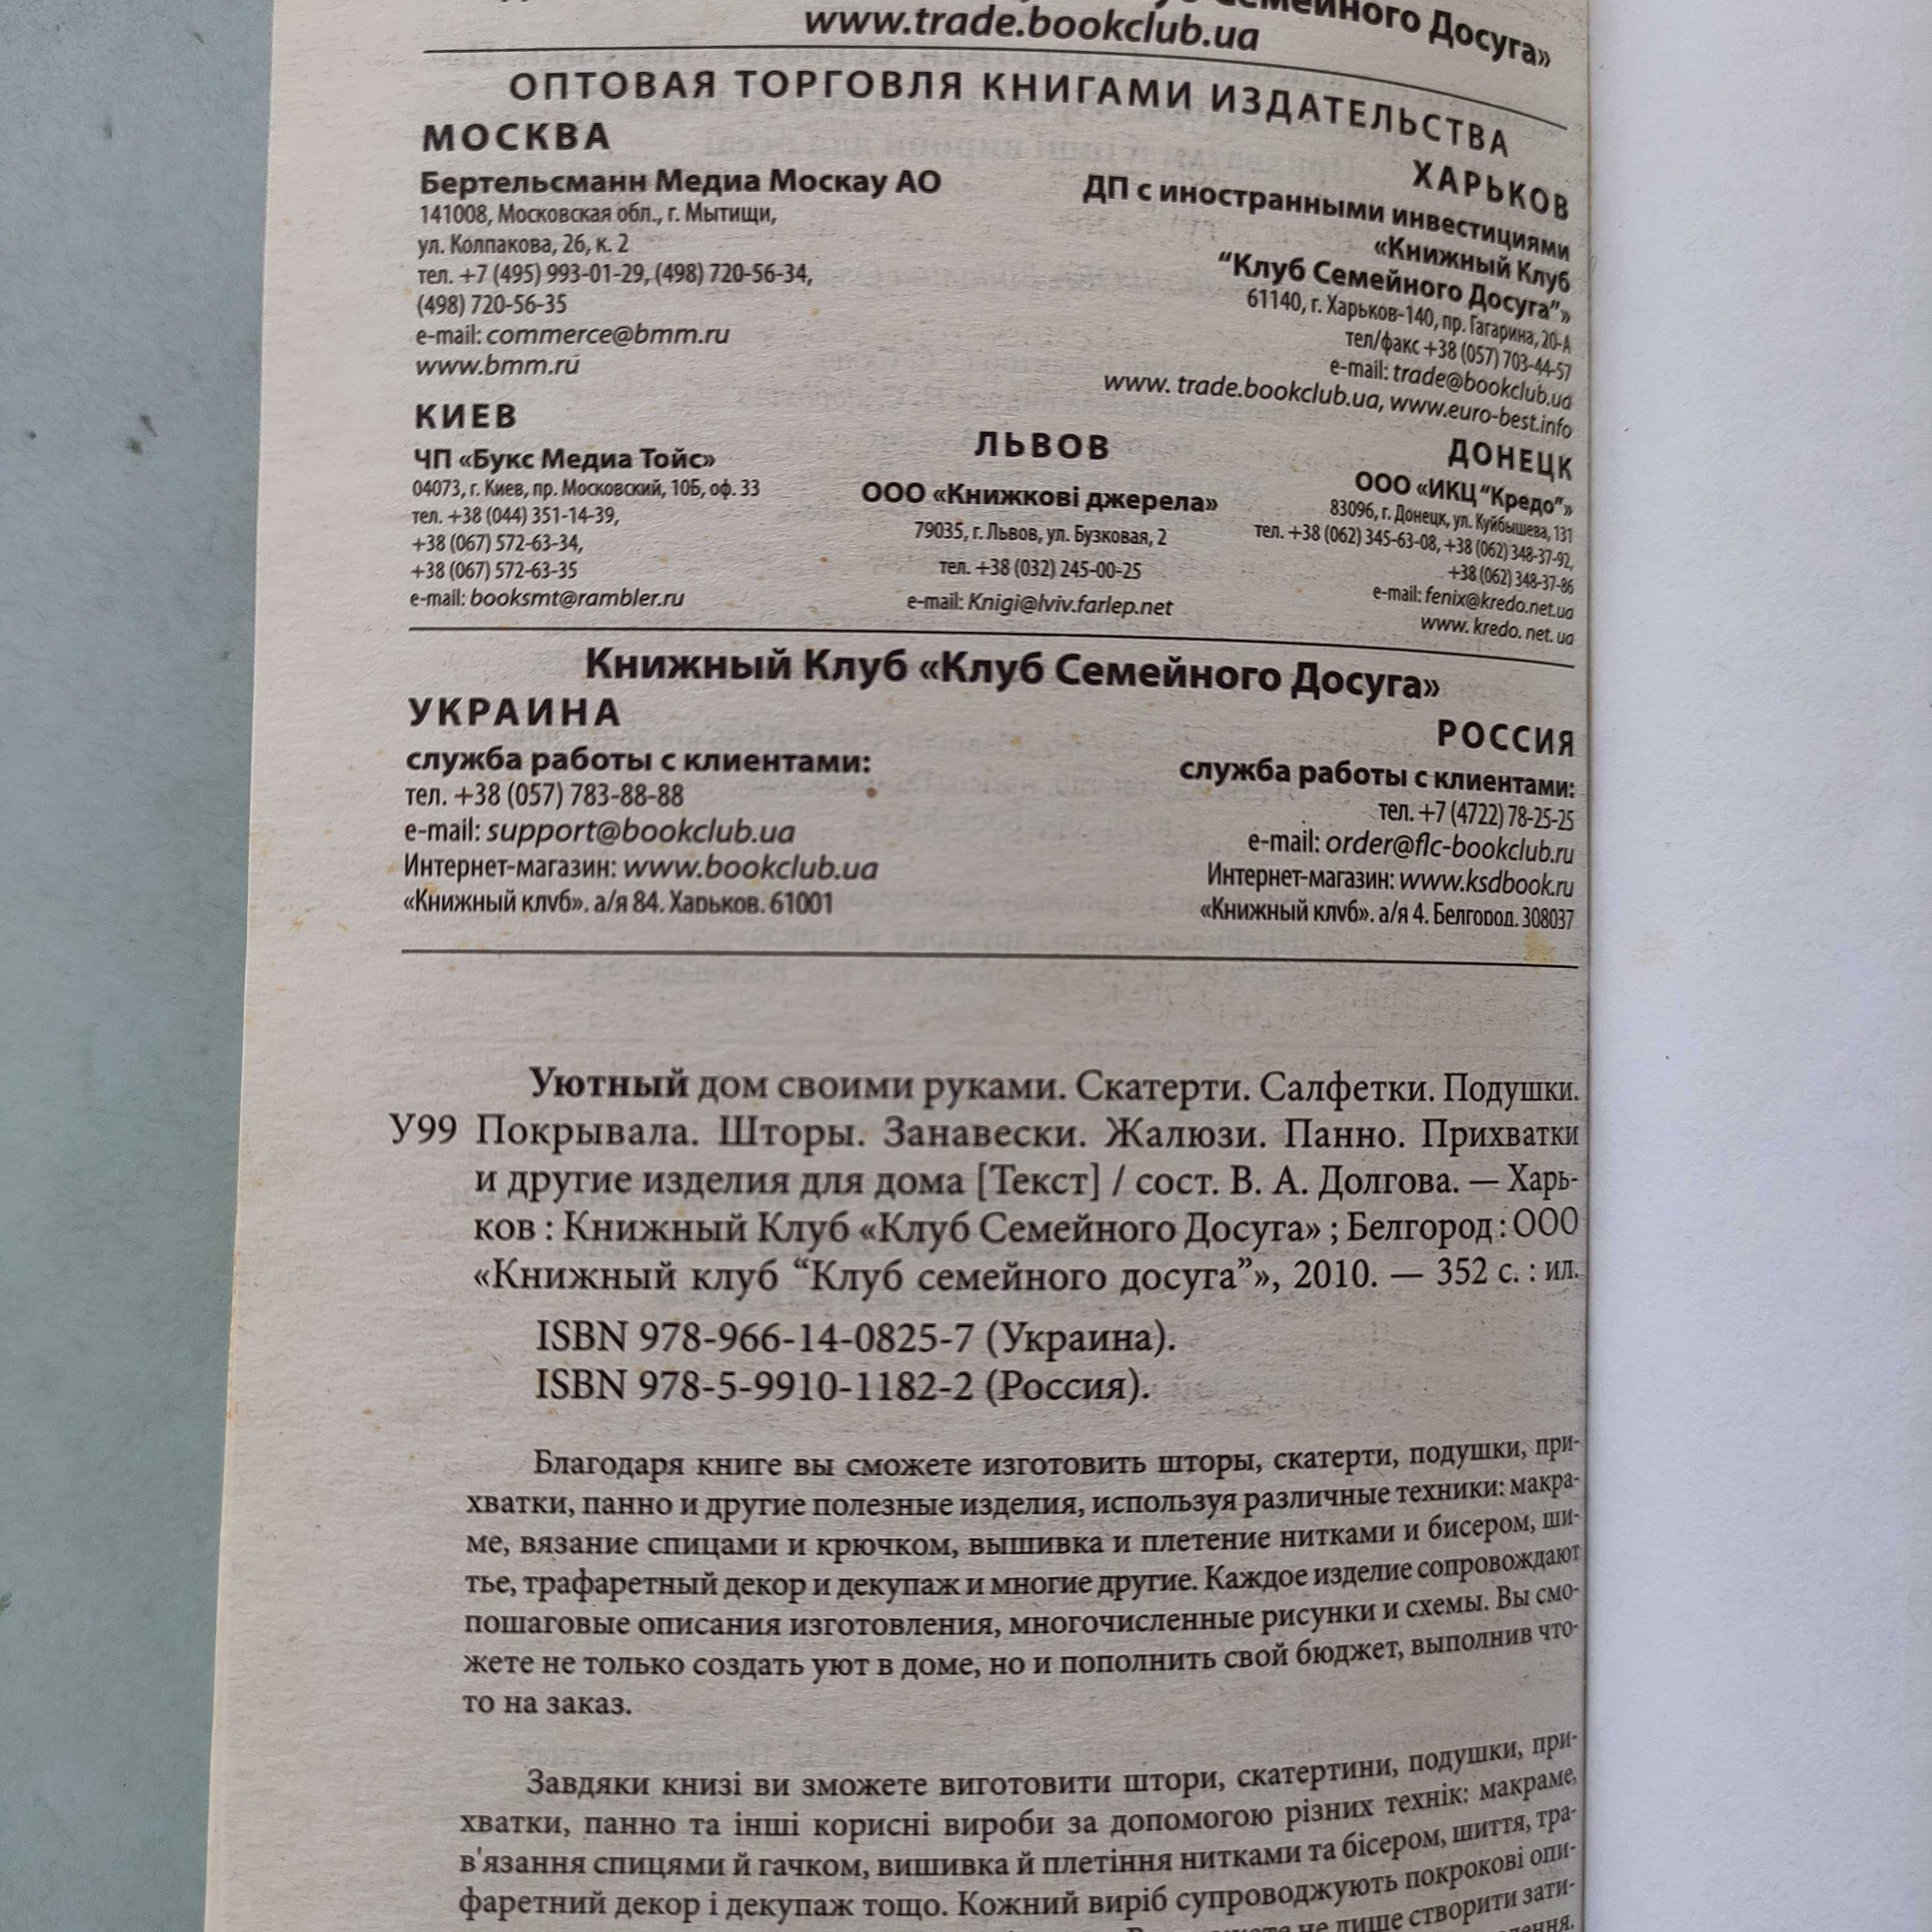 Семейного Досуга»
www.trade.bookclub.ua
ОПТОВАЯ ТОРГОВЛЯ КНИГАМИ ИЗДАТЕЛЬСТВА
МОСКВА
Бертельсманн Медиа Москау АО
141008, Московская обл., г. Мытищи,
ул. Колпакова, 26, к. 2
тел. +7 (495) 993-01-29, (498) 720-56-34,
(498) 720-56-35
e-mail: commerce@bmm.ru
www.bmm.ru
ХАРЬКОВ
ДП с иностранными инвестициями
«Книжный Клуб
“Клуб Семейного Досуга”»
61140, г. Харьков-140, пр. Гагарина, 20-А
тел/факс +38 (057) 703-44-57
e-mail: trade@bookclub.ua
www. trade.bookclub.ua, www.euro-best.info
КИЕВ
ЧП «Букс Медиа Тойс»
04073, г. Киев, пр. Московский, 10Б, оф. 33
тел. +38 (044) 351-14-39,
+38 (067) 572-63-34,
+38 (067) 572-63-35
e-mail: booksmt@rambler.ru
ЛЬВОВ
ООО «Книжкові джерела»
79035, г. Львов, ул. Бузковая, 2
тел. +38 (032) 245-00-25
e-mail: Knigi@lviv.farlep.net
ДОНЕЦК
ООО «ИКЦ “Кредо”»
83096, г. Донецк, ул. Куйбышева, 131
тел. +38 (062) 345-63-08, +38 (062) 348-37-92,
+38 (062) 348-37-86
e-mail: fenix@kredo.net.ua
www. kredo. net. ua
Книжный Клуб «Клуб Семейного Досуга»
УКРАИНА
служба работы с клиентами:
тел. +38 (057) 783-88-88
e-mail: support@bookclub.ua
Интернет-магазин: www.bookclub.ua
«Книжный клуб», а/я 84, Харьков, 61001
РОССИЯ
служба работы с клиентами:
тел. +7 (4722) 78-25-25
e-mail: order@flc-bookclub.ru
Интернет-магазин: www.ksdbook.ru
«Книжный клуб», а/я 4, Белгород, 308037
Уютный дом своими руками. Скатерти. Салфетки. Подушки.
У99 Покрывала. Шторы. Занавески. Жалюзи. Панно. Прихватки
и другие изделия для дома [Текст] / сост. В. А. Долгова. — Харь-
ков : Книжный Клуб «Клуб Семейного Досуга» ; Белгород : ООО
«Книжный клуб “Клуб семейного досуга”», 2010. — 352 с. : ил.
ISBN 978-966-14-0825-7 (Украина).
ISBN 978-5-9910-1182-2 (Россия).
Благодаря книге вы сможете изготовить шторы, скатерти, подушки, при-
хватки, панно и другие полезные изделия, используя различные техники: макра-
ме, вязание спицами и крючком, вышивка и плетение нитками и бисером, ши-
тье, трафаретный декор и декупаж и многие другие. Каждое изделие сопровождают
пошаговые описания изготовления, многочисленные рисунки и схемы. Вы смо-
жете не только создать уют в доме, но и пополнить свой бюджет, выполнив что-
то на заказ.
Завдяки книзі ви зможете виготовити штори, скатертини, подушки, при-
хватки, панно та інші корисні вироби за допомогою різних технік: макраме,
в'язання спицями й гачком, вишивка й плетіння нитками та бісером, шиття, тра-
фаретний декор і декупаж тощо. Кожний виріб супроводжують покрокові опи-
не лише створити зати-